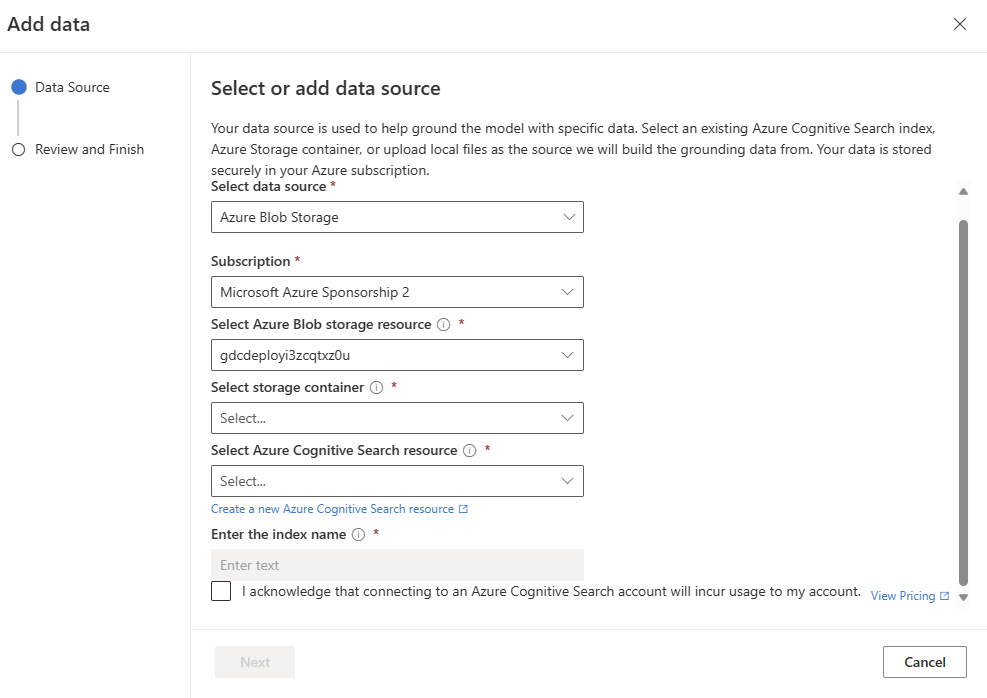 Add data
Data Source
Review and Finish
Select or add data source
Your data source is used to help ground the model with specific data. Select an existing Azure Cognitive Search index,
Azure Storage container, or upload local files as the source we will build the grounding data from. Your data is stored
securely in your Azure subscription.
Select data source *
Azure Blob Storage
Subscription *
Microsoft Azure Sponsorship 2
Select Azure Blob storage resource *
gdcdeployi3zcqtxz0u
Select storage container *
Select...
Select Azure Cognitive Search resource *
Select...
Create a new Azure Cognitive Search resource
Enter the index name *
Enter text
I acknowledge that connecting to an Azure Cognitive Search account will incur usage to my account. View Pricing
Next
Cancel